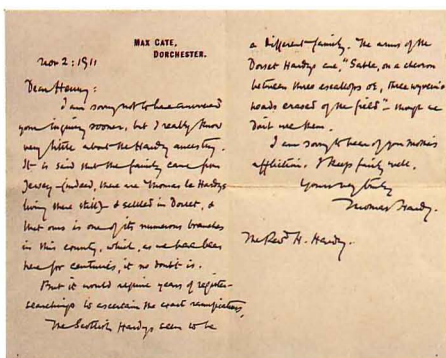 MAX GATE,
DORCHESTER.
Nov 2: 1911
Dear Henry:
I am sorry not to have answered
your inquiry sooner, but I really know
very little about the Hardy ancestry.
It is said that the family came from
Jersey – (indeed, there are Thomas le Hardys
living there still) – & settled in Dorset, &
that ours is one of its numerous branches
in this county, which, as we have been
here for centuries, it no doubt is.
But it would require years of register-
searching to ascertain the exact ramifications.
The Scottish Hardys seem to be
a different family. The arms of the
Dorset Hardys are, "Sable, on a chevron
between three escallops or, three wyvern's
heads erased of the field" – though we
don't use them.
I am sorry to hear of your mother's
affliction. I keep fairly well.
Yours very truly
Thomas Hardy.
The Revd H. Hardy.